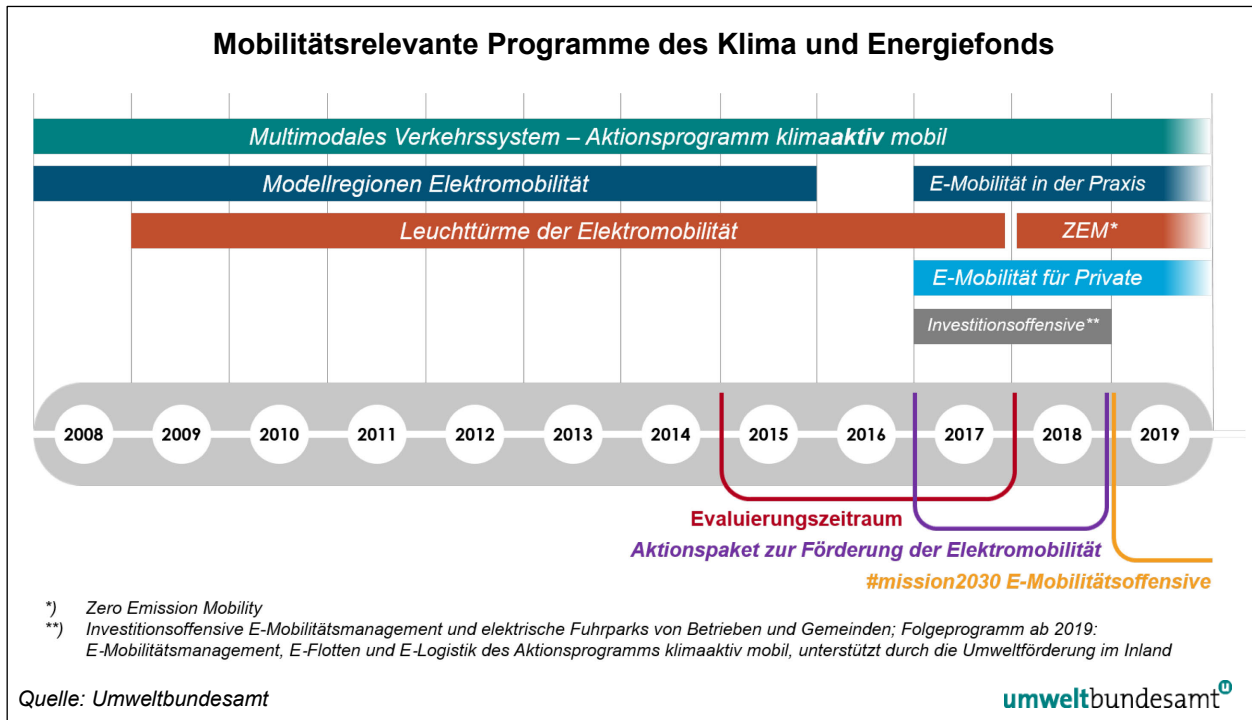 Mobilitätsrelevante Programme des Klima und Energiefonds
Multimodales Verkehrssystem – Aktionsprogramm klimaaktiv mobil
Modellregionen Elektromobilität
E-Mobilität in der Praxis
Leuchttürme der Elektromobilität
ZEM*
E-Mobilität für Private
Investitionsoffensive**
2008 2009 2010 2011 2012 2013 2014 2015 2016 2017 2018 2019
Evaluierungszeitraum
Aktionspaket zur Förderung der Elektromobilität
#mission2030 E-Mobilitätsoffensive
*) Zero Emission Mobility
**) Investitionsoffensive E-Mobilitätsmanagement und elektrische Fuhrparks von Betrieben und Gemeinden; Folgeprogramm ab 2019:
E-Mobilitätsmanagement, E-Flotten und E-Logistik des Aktionsprogramms klimaaktiv mobil, unterstützt durch die Umweltförderung im Inland
Quelle: Umweltbundesamt
umweltbundesamt u